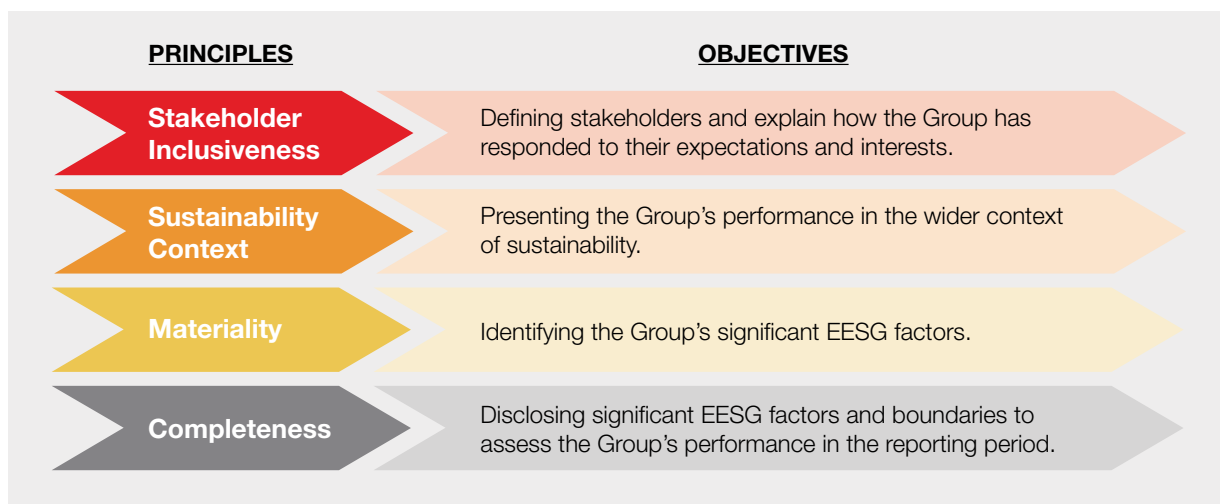 PRINCIPLES
OBJECTIVES
Stakeholder
Inclusiveness
Defining stakeholders and explain how the Group has
responded to their expectations and interests.
Sustainability
Context
Presenting the Group’s performance in the wider context
of sustainability.
Materiality
Identifying the Group’s significant EESG factors.
Completeness
Disclosing significant EESG factors and boundaries to
assess the Group’s performance in the reporting period.